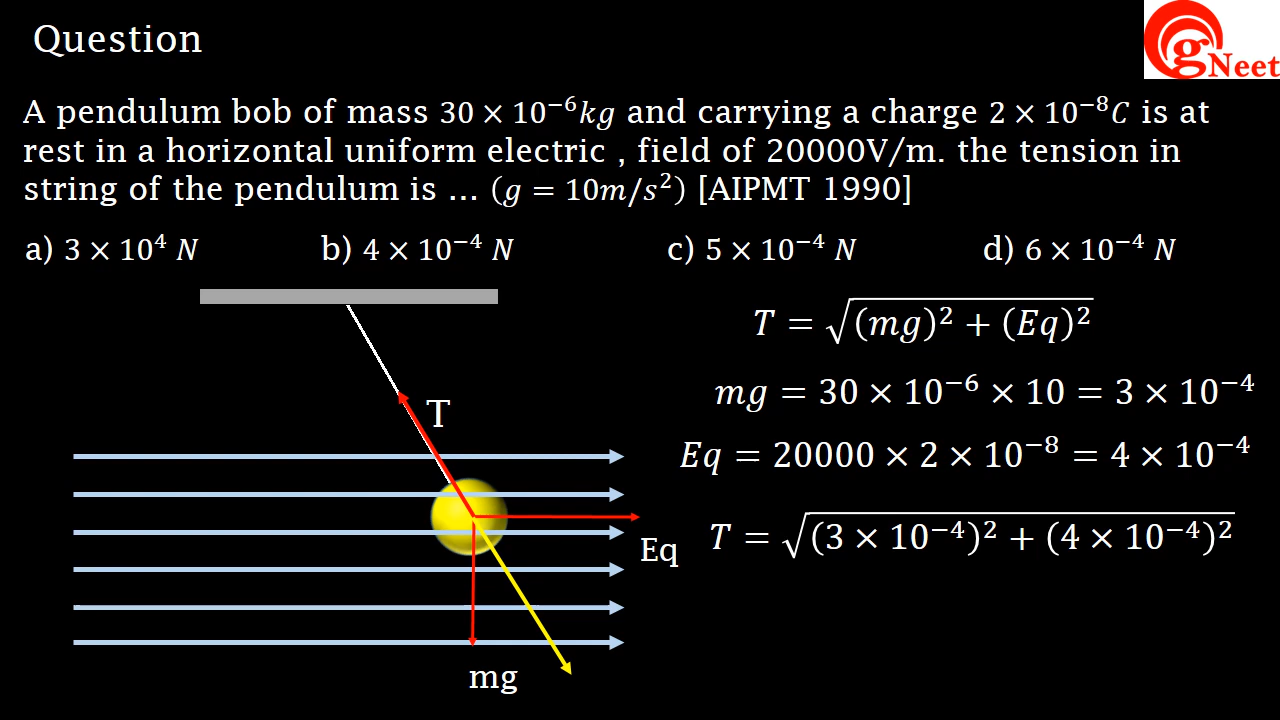 Question
g Neet
A pendulum bob of mass 30 × 10⁻⁶kg and carrying a charge 2 × 10⁻⁸C is at
rest in a horizontal uniform electric , field of 20000V/m. the tension in
string of the pendulum is ... (g = 10m/s²) [AIPMT 1990]
a) 3 × 10⁴ N b) 4 × 10⁻⁴ N c) 5 × 10⁻⁴ N d) 6 × 10⁻⁴ N
T = √(mg)² + (Eq)²
mg = 30 × 10⁻⁶ × 10 = 3 × 10⁻⁴
T
Eq = 20000 × 2 × 10⁻⁸ = 4 × 10⁻⁴
T = √(3 × 10⁻⁴)² + (4 × 10⁻⁴)²
Eq
mg